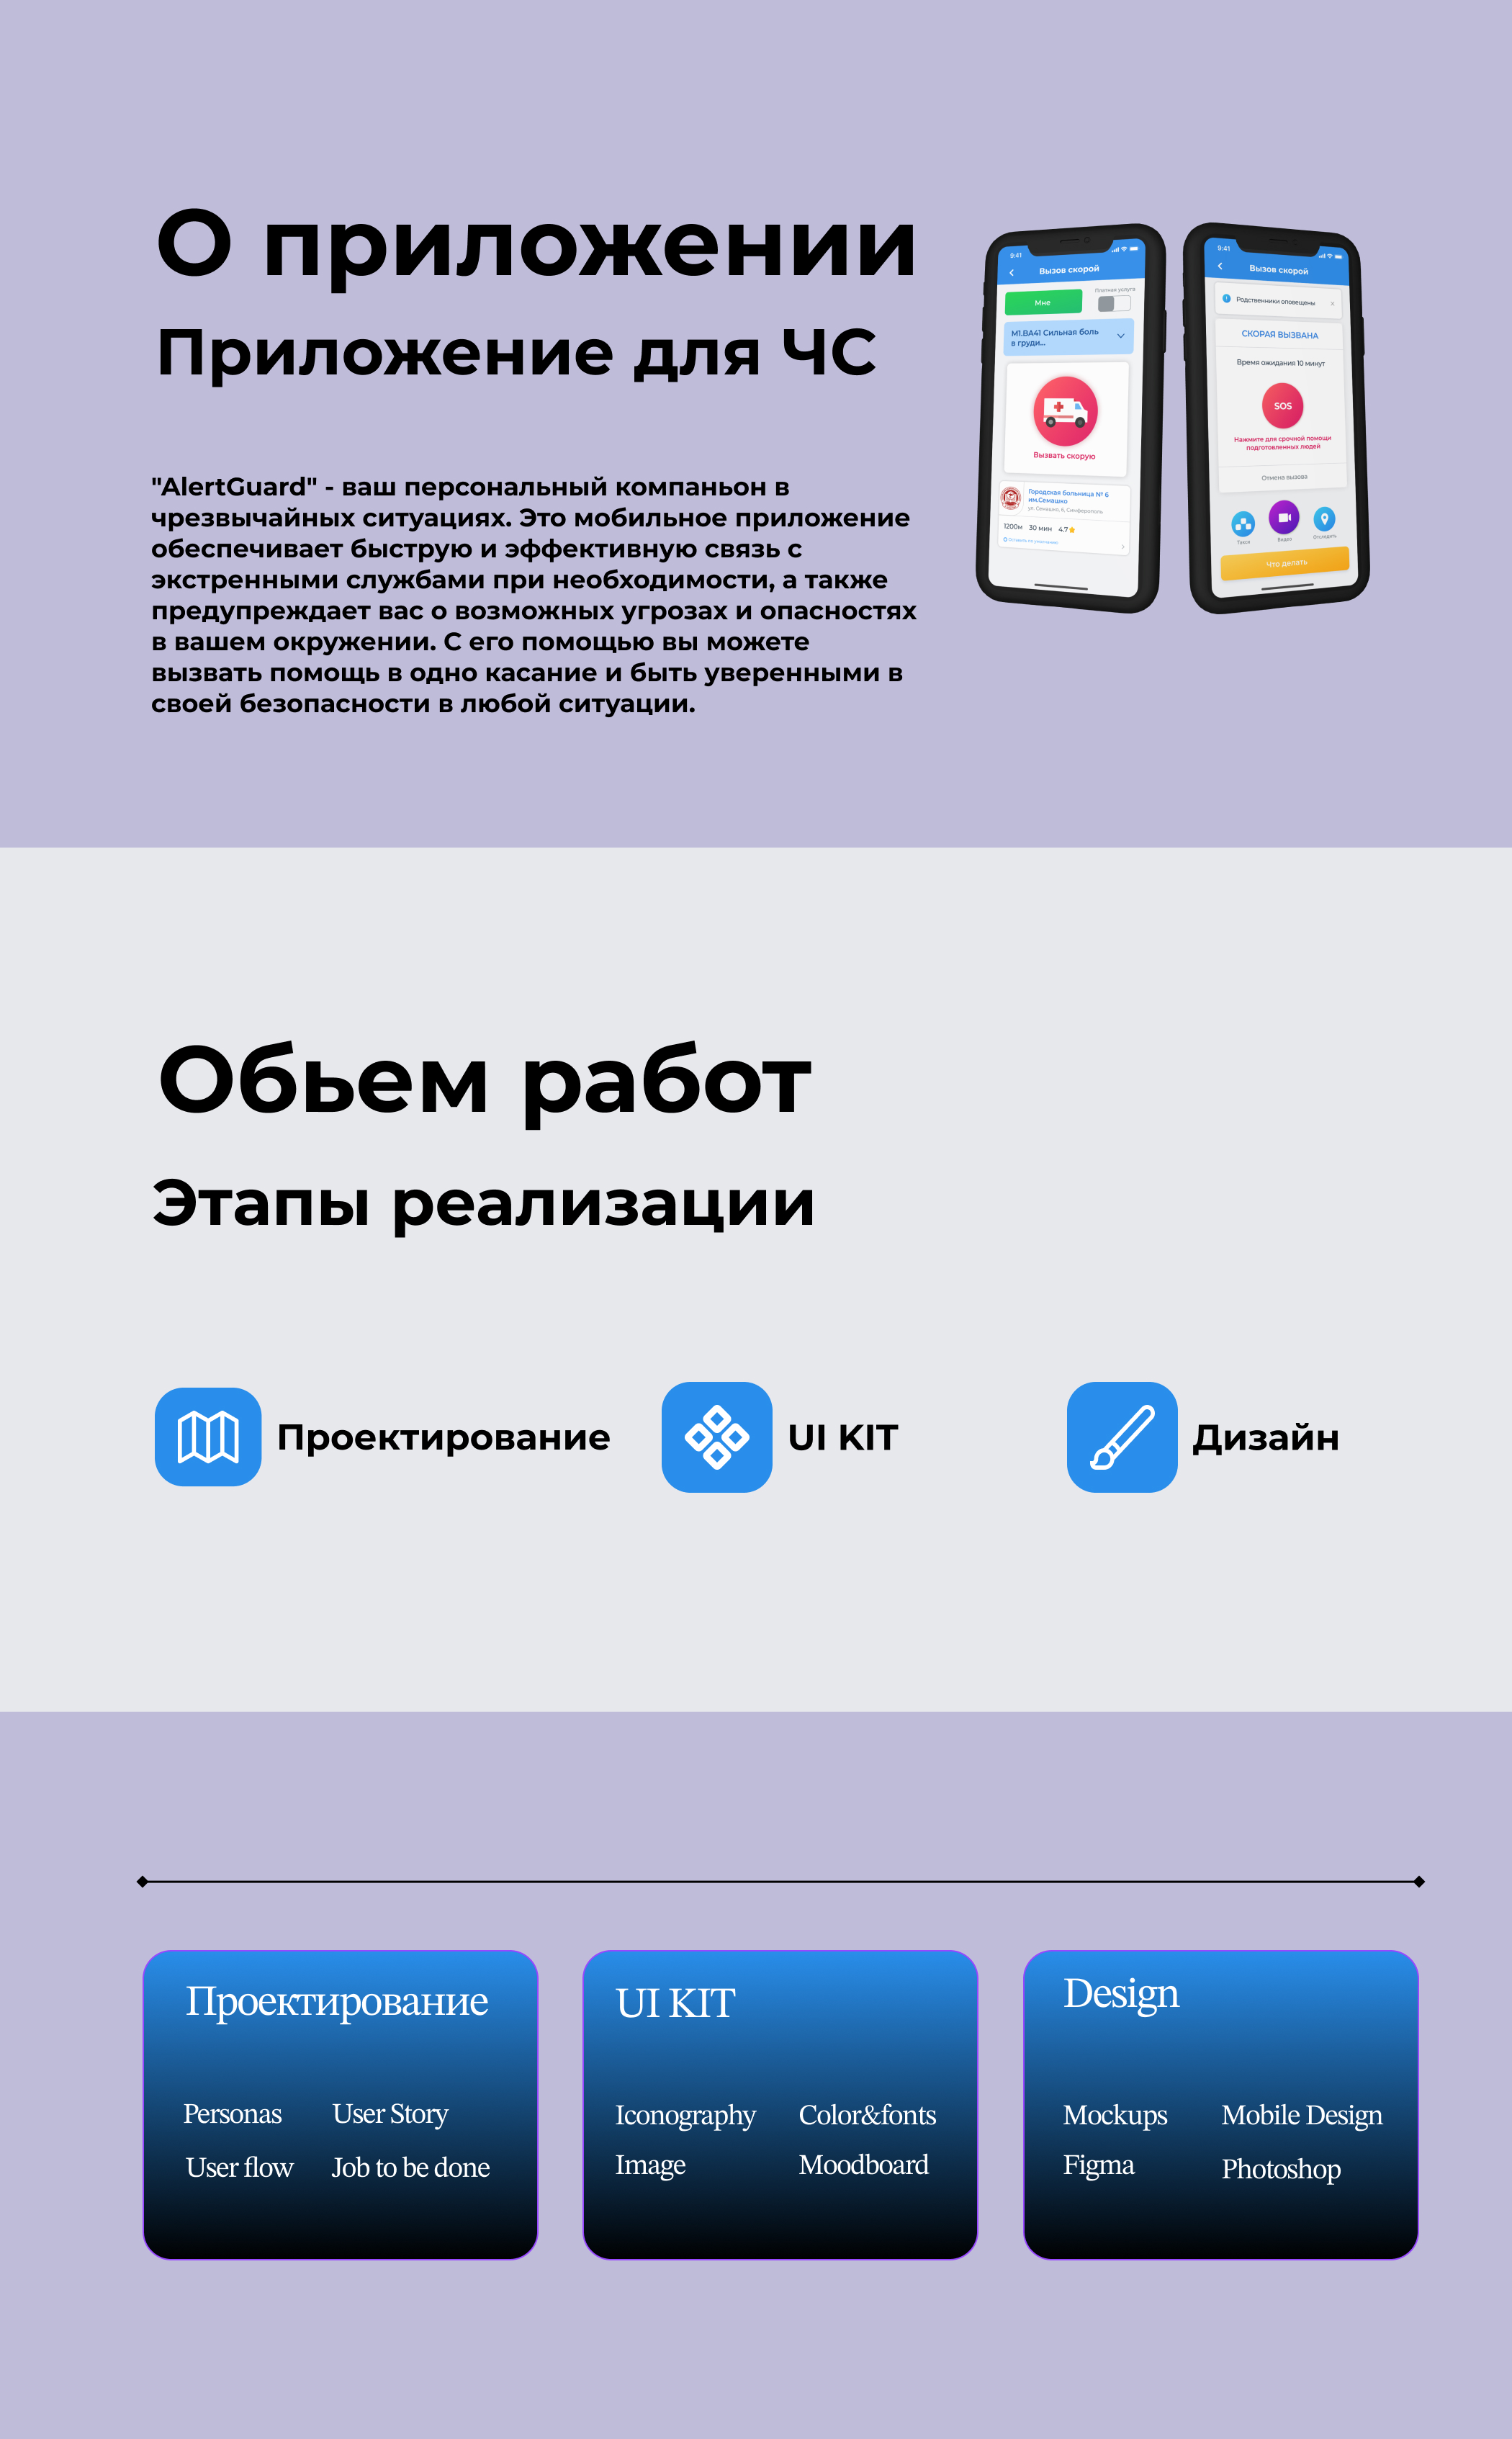 О приложении
Приложение для ЧС
"AlertGuard" - ваш персональный компаньон в
чрезвычайных ситуациях. Это мобильное приложение
обеспечивает быструю и эффективную связь с
экстренными службами при необходимости, а также
предупреждает вас о возможных угрозах и опасностях
в вашем окружении. С его помощью вы можете
вызвать помощь в одно касание и быть уверенными в
своей безопасности в любой ситуации.
9:41
Вызов скорой
Мне
Платная услуга
M1.BA41 Сильная боль
в груди...
Вызвать скорую
Городская больница № 6
им.Семашко
ул. Семашко, 8, Симферополь
1200м 30 мин 4,7
9:41
Вызов скорой
Родственники оповещены
СКОРАЯ ВЫЗВАНА
Время ожидания 10 минут
SOS
Нажмите для срочной помощи
подготовленных людей
Отмена вызова
Такси Видео Отследить
Что делать
Обьем работ
Этапы реализации
Проектирование
UI KIT
Дизайн
Проектирование
Personas User Story
User flow Job to be done
UI KIT
Iconography Color&fonts
Image Moodboard
Design
Mockups Mobile Design
Figma Photoshop